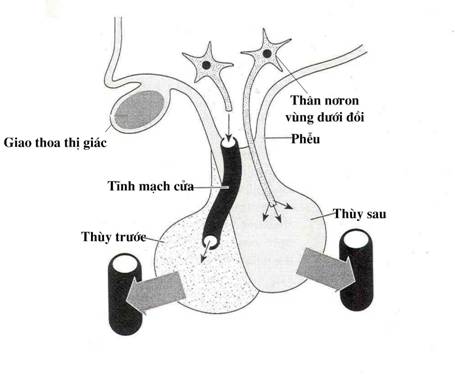 Thân nơron
vùng dưới đồi
Phễu
Giao thoa thị giác
Tĩnh mạch cửa
Thùy sau
Thùy trước